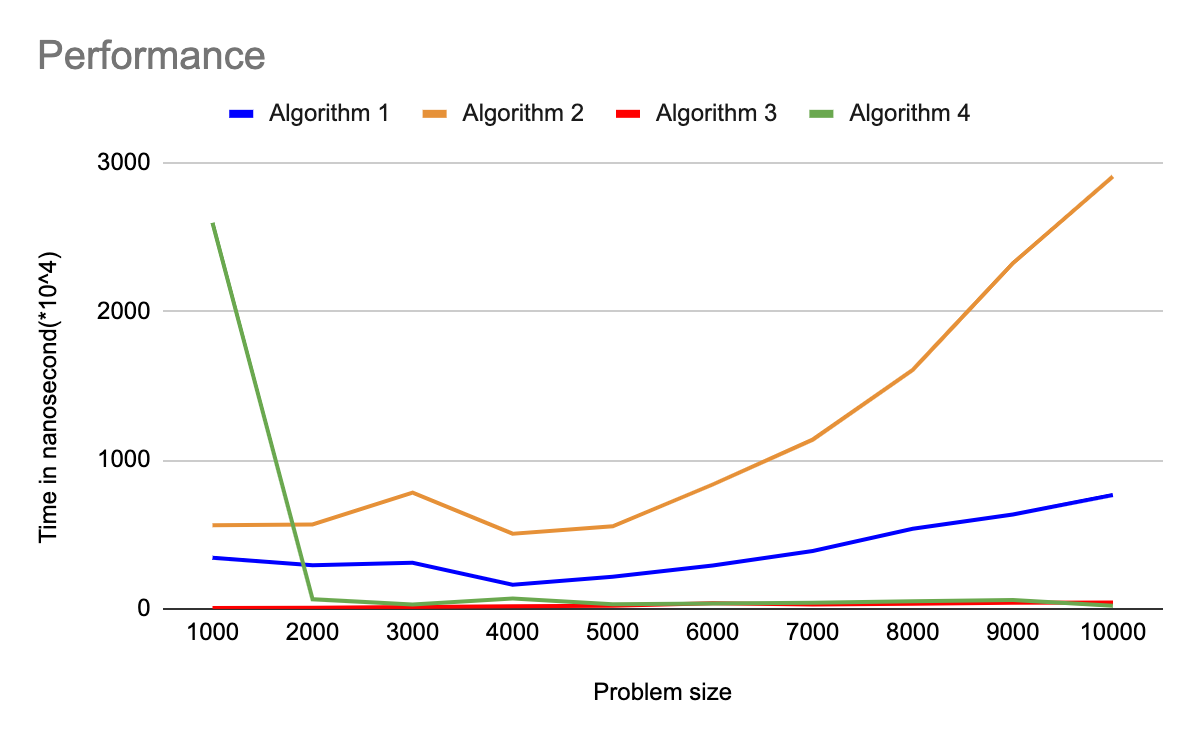 Performance
Algorithm 1 Algorithm 2 Algorithm 3 Algorithm 4
3000
2000
1000
0
Time in nanosecond(*10^4)
1000 2000 3000 4000 5000 6000 7000 8000 9000 10000
Problem size